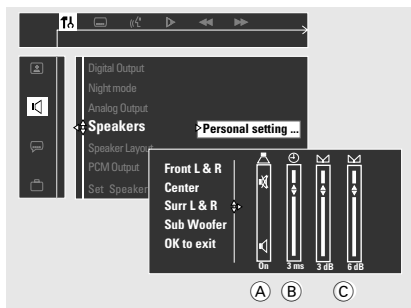 Digital Output
Night mode
Analog Output
Speakers
Personal setting ...
Speaker Layout
PCM Output
Set Speaker
Front L & R
Center
Surr L & R
Sub Woofer
OK to exit
On 3 ms 3 dB 6 dB
A B C